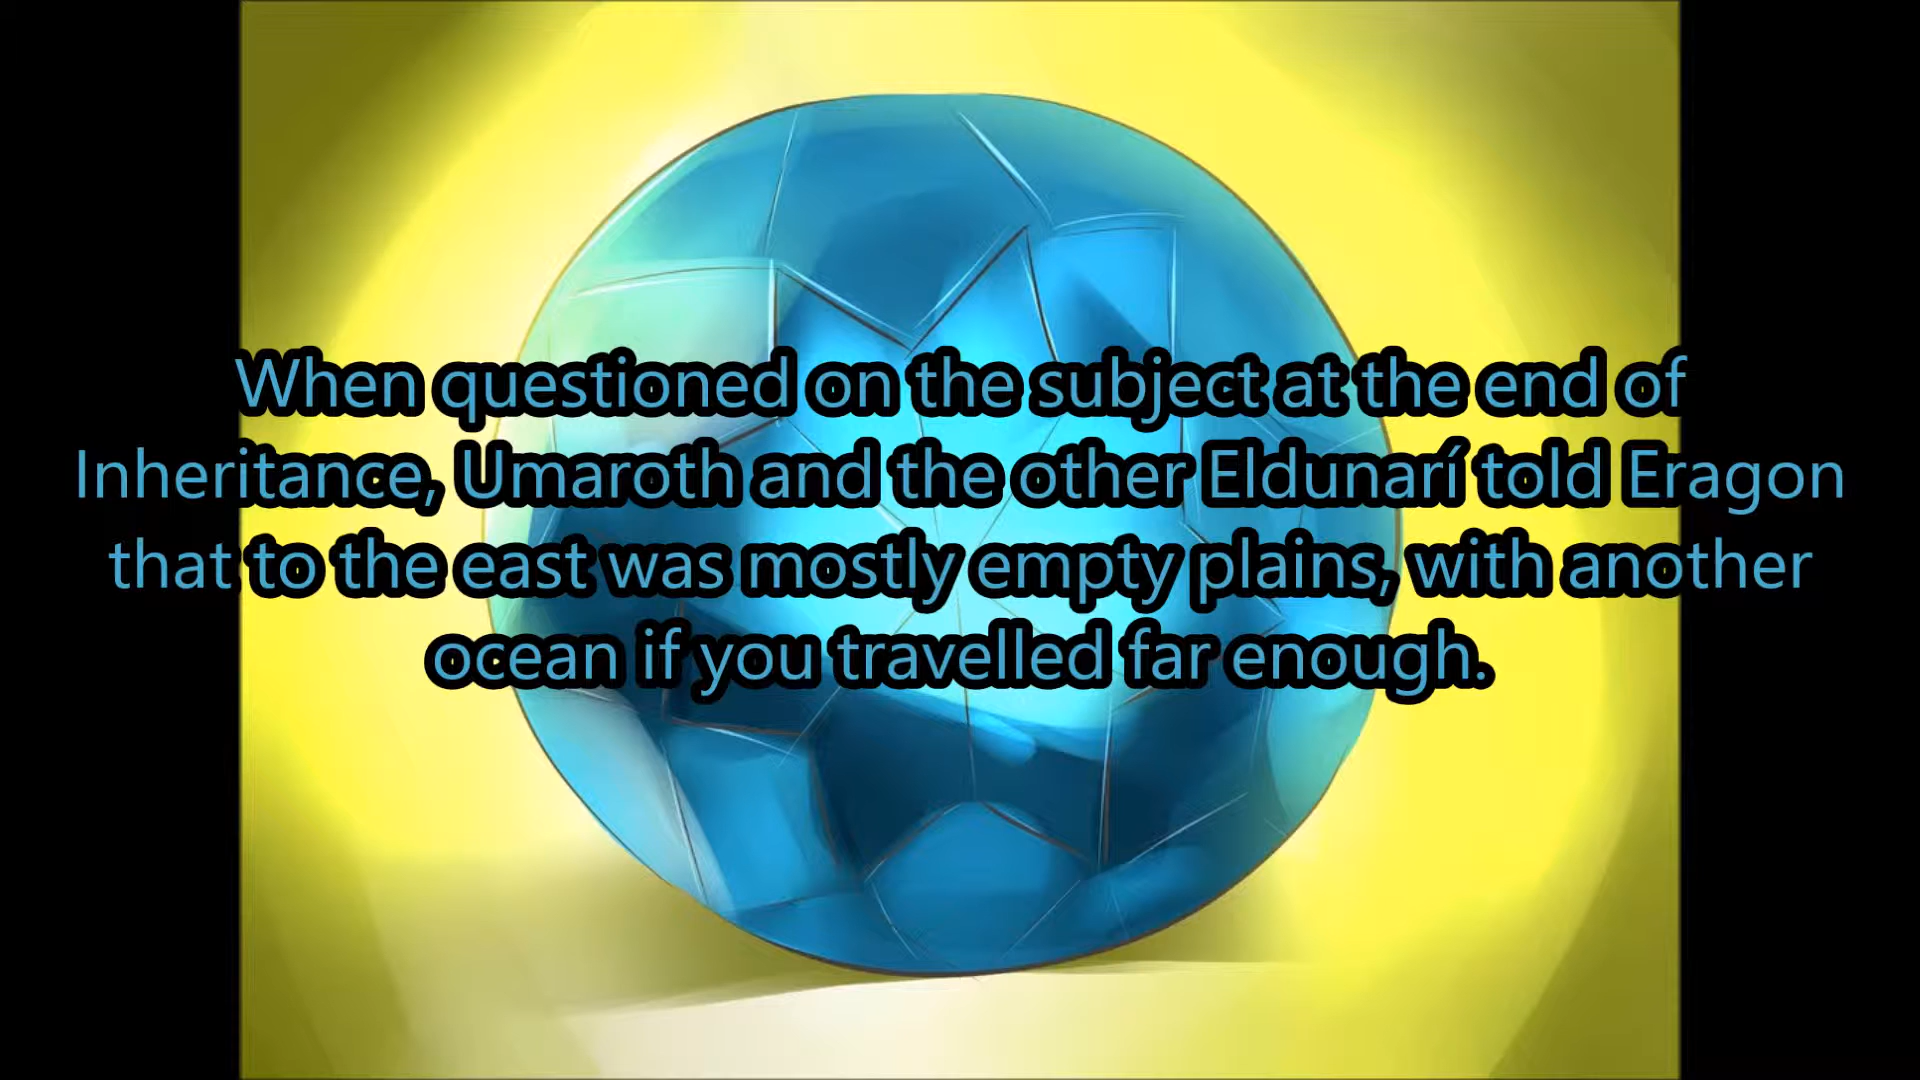 When questioned on the subject at the end of
Inheritance, Umaroth and the other Eldunarí told Eragon
that to the east was mostly empty plains, with another
ocean if you travelled far enough.